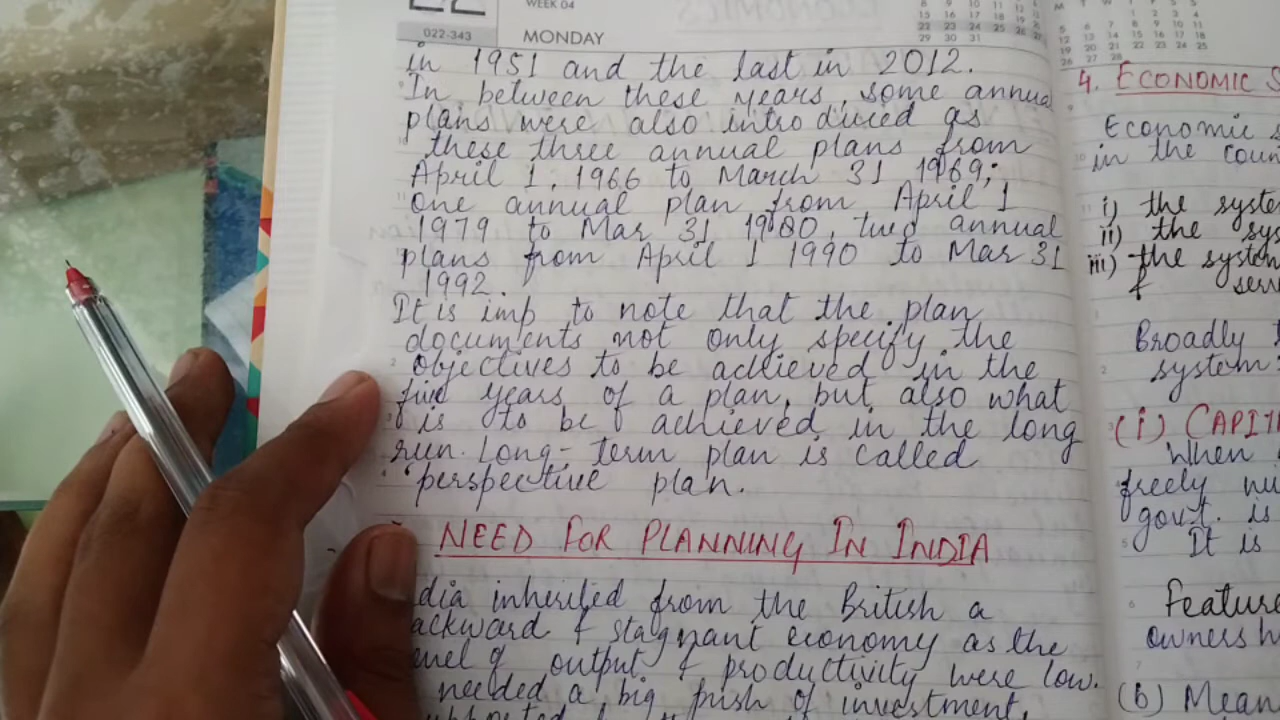 WEEK 04
022-343
MONDAY
in 1951 and the last in 2012.
In between these years, some annual
plans were also introduced as
these three annual plans from
April 1, 1966 to March 31 1969;
One annual plan from April 1
1979 to Mar 31 1980, two annual
plans from April 1 1990 to Mar 31
1992.
It is imp to note that the plan
documents not only specify the
objectives to be achieved in the
five years of a plan, but also what
is to be achieved in the long
run. Long-term plan is called
'perspective plan.
NEED FOR PLANNING IN INDIA
dia inherited from the British a
ackward & stagnant economy as the
evel of output & productivity were low.
needed a big push of investment,
4. ECONOMIC S
Economic s
in the coun
i) the syste
ii) the sys
iii) the system
& serv
Broadly
system
(i) CAPIT
When
freely
govt. is
It is
Feature
owners h
(b) Mean